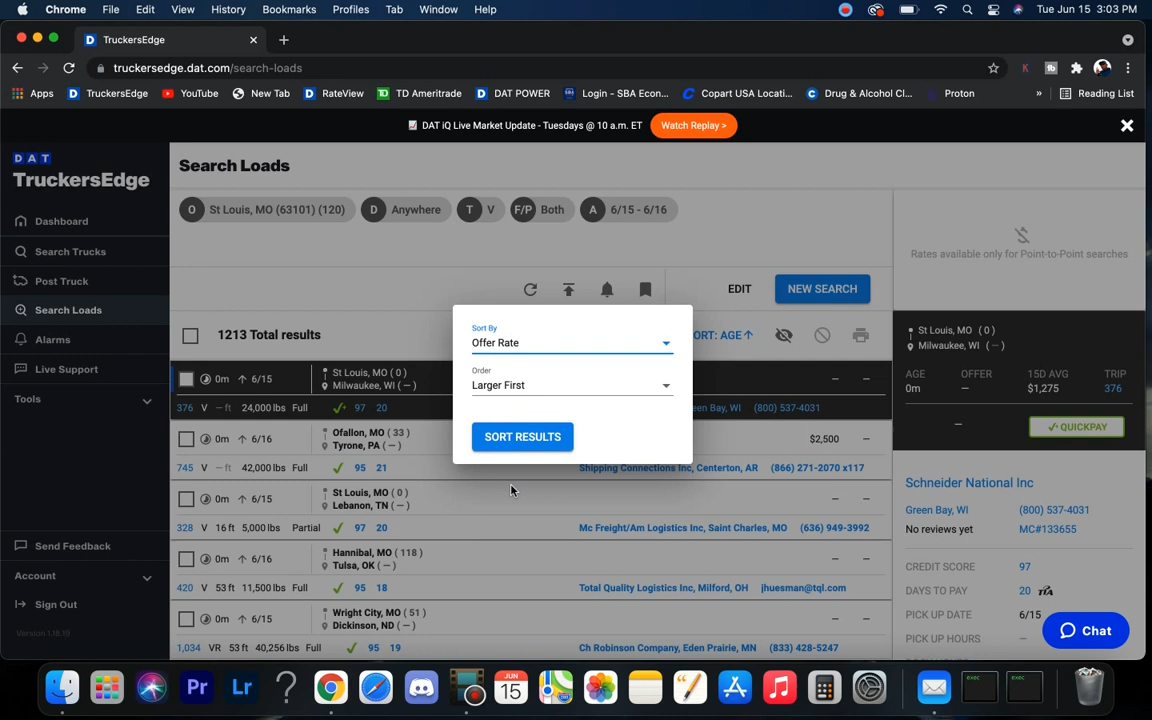 Chrome File Edit View History Bookmarks Profiles Tab Window Help Tue Jun 15 3:03 PM
D TruckersEdge
truckersedge.dat.com/search-loads
Apps TruckersEdge YouTube New Tab RateView TD Ameritrade DAT POWER Login - SBA Econ... Copart USA Locati... Drug & Alcohol Cl... Proton » Reading List
DAT iQ Live Market Update - Tuesdays @ 10 a.m. ET Watch Replay >
DAT
TruckersEdge
Dashboard
Search Trucks
Post Truck
Search Loads
Alarms
Live Support
Tools
Send Feedback
Account
Sign Out
Version 1.18.19
Search Loads
O St Louis, MO (63101) (120) D Anywhere T V F/P Both A 6/15 - 6/16
EDIT NEW SEARCH
1213 Total results ORT: AGE↑
Sort By
Offer Rate
Order
Larger First
SORT RESULTS
0m ↑ 6/15 St Louis, MO (0) – –
Milwaukee, WI (–)
376 V – ft 24,000 lbs Full 97 20 een Bay, WI (800) 537-4031
0m ↑ 6/16 Ofallon, MO (33) $2,500 –
Tyrone, PA (–)
745 V – ft 42,000 lbs Full 95 21 Shipping Connections Inc, Centerton, AR (866) 271-2070 x117
0m ↑ 6/15 St Louis, MO (0) – –
Lebanon, TN (–)
328 V 16 ft 5,000 lbs Partial 97 20 Mc Freight/Am Logistics Inc, Saint Charles, MO (636) 949-3992
0m ↑ 6/16 Hannibal, MO (118) – –
Tulsa, OK (–)
420 V 53 ft 11,500 lbs Full 95 18 Total Quality Logistics Inc, Milford, OH jhuesman@tql.com
0m ↑ 6/15 Wright City, MO (51) – –
Dickinson, ND (–)
1,034 VR 53 ft 40,256 lbs Full 95 19 Ch Robinson Company, Eden Prairie, MN (833) 428-5247
Rates available only for Point-to-Point searches
St Louis, MO (0)
Milwaukee, WI (–)
AGE OFFER 15D AVG TRIP
0m – $1,275 376
– QUICKPAY
Schneider National Inc
Green Bay, WI (800) 537-4031
No reviews yet MC#133655
CREDIT SCORE 97
DAYS TO PAY 20 TIA
PICK UP DATE 6/15
PICK UP HOURS –
Chat
Pr Lr ? JUN 15
exec exec